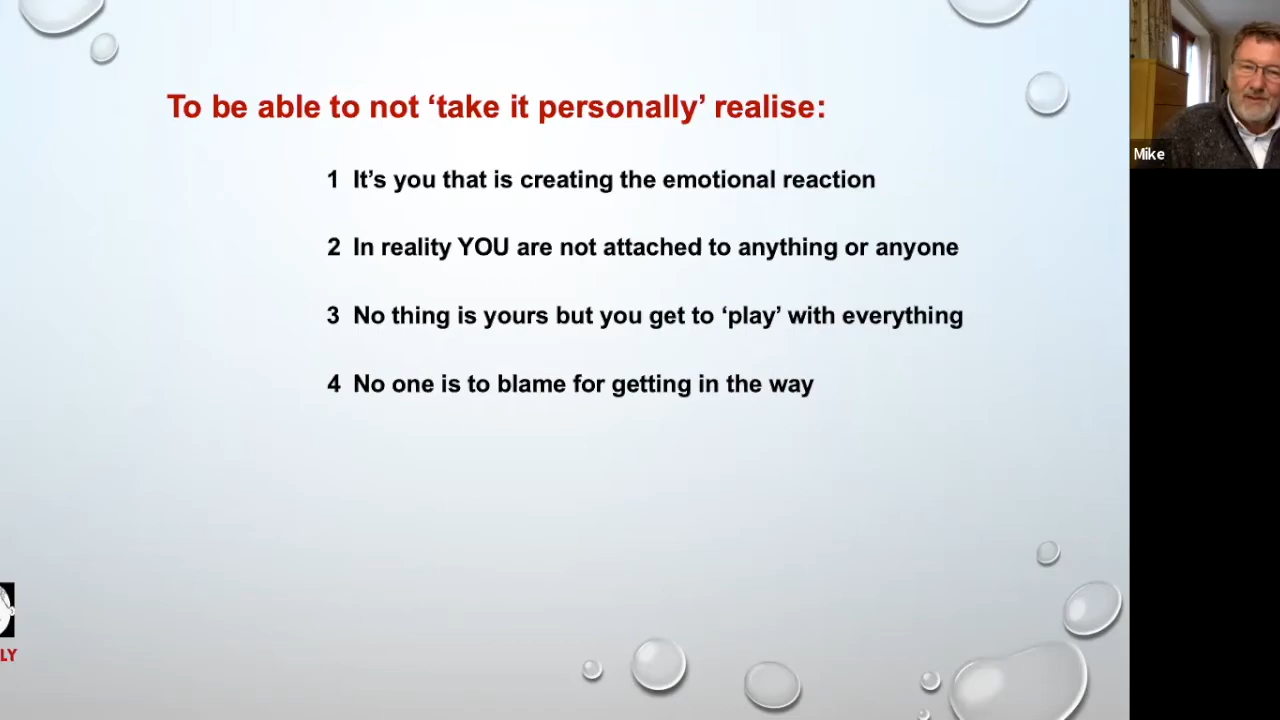 To be able to not ‘take it personally’ realise:
Mike
1 It’s you that is creating the emotional reaction
2 In reality YOU are not attached to anything or anyone
3 No thing is yours but you get to ‘play’ with everything
4 No one is to blame for getting in the way
LY